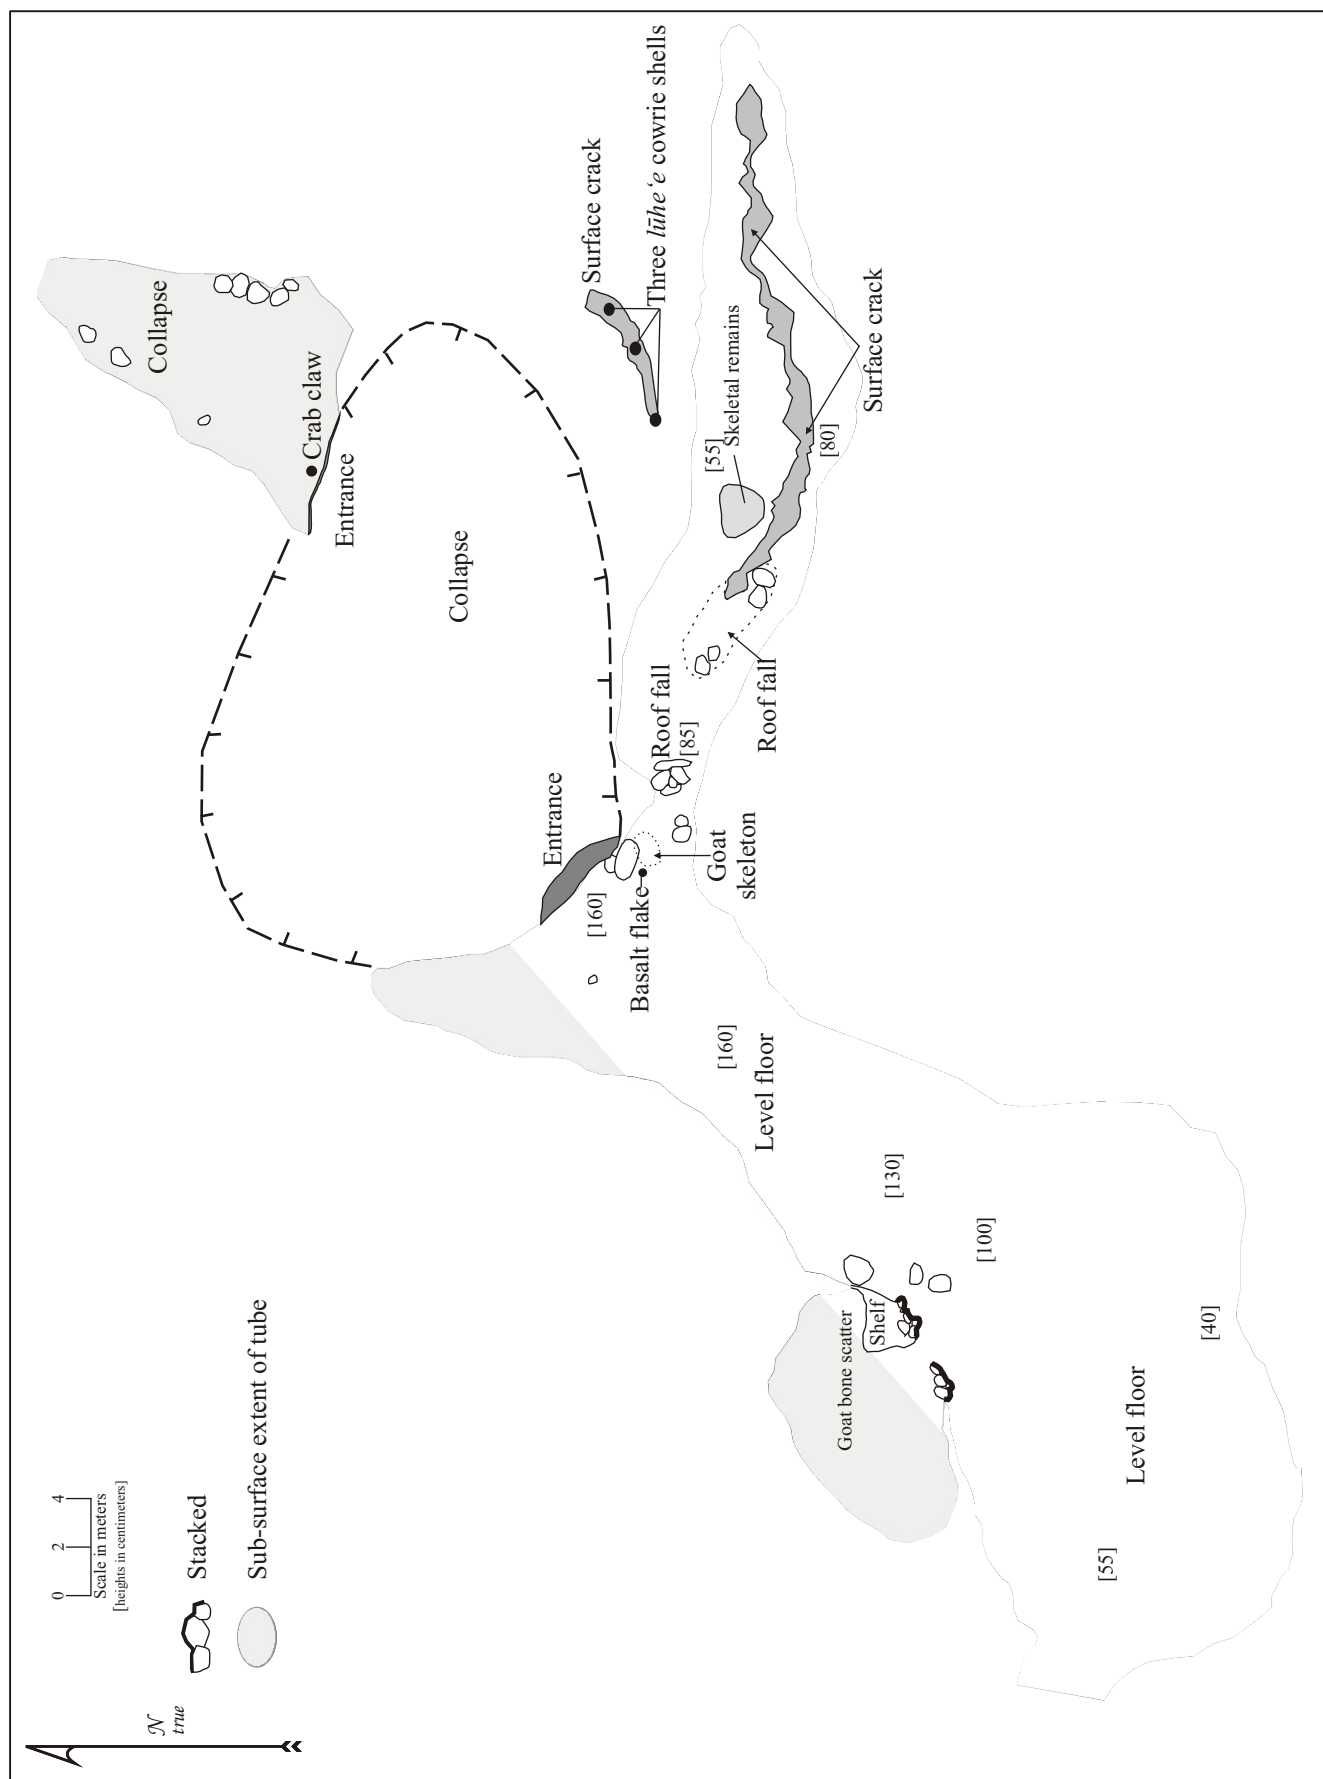 N
true
0 2 4
Scale in meters
[heights in centimeters]
Stacked
Sub-surface extent of tube
Collapse
Crab claw
Entrance
Collapse
Surface crack
Three lūheʻe cowrie shells
Entrance
[160]
Basalt flake
Goat
skeleton
Roof fall
[85]
Roof fall
[55]
Skeletal remains
[80]
Surface crack
[160]
Level floor
[130]
[100]
Goat bone scatter
Shelf
[40]
Level floor
[55]